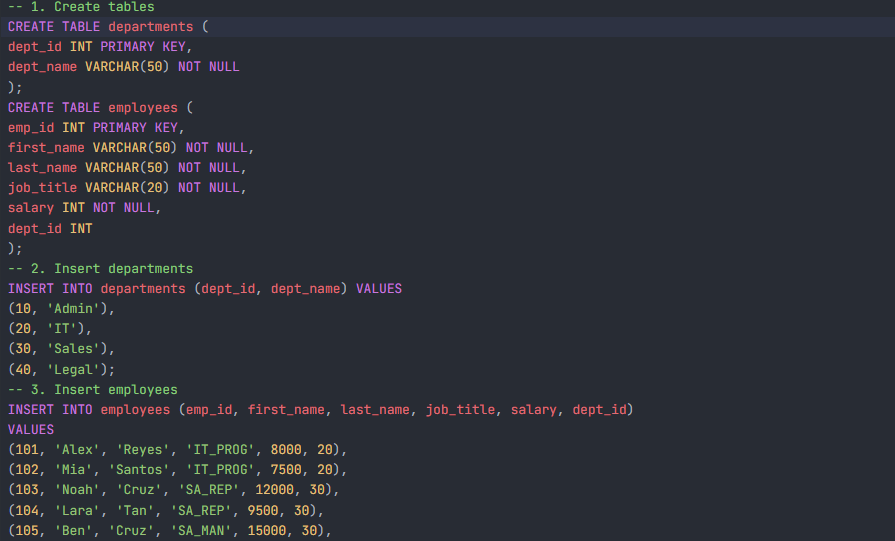 -- 1. Create tables
CREATE TABLE departments (
dept_id INT PRIMARY KEY,
dept_name VARCHAR(50) NOT NULL
);
CREATE TABLE employees (
emp_id INT PRIMARY KEY,
first_name VARCHAR(50) NOT NULL,
last_name VARCHAR(50) NOT NULL,
job_title VARCHAR(20) NOT NULL,
salary INT NOT NULL,
dept_id INT
);
-- 2. Insert departments
INSERT INTO departments (dept_id, dept_name) VALUES
(10, 'Admin'),
(20, 'IT'),
(30, 'Sales'),
(40, 'Legal');
-- 3. Insert employees
INSERT INTO employees (emp_id, first_name, last_name, job_title, salary, dept_id)
VALUES
(101, 'Alex', 'Reyes', 'IT_PROG', 8000, 20),
(102, 'Mia', 'Santos', 'IT_PROG', 7500, 20),
(103, 'Noah', 'Cruz', 'SA_REP', 12000, 30),
(104, 'Lara', 'Tan', 'SA_REP', 9500, 30),
(105, 'Ben', 'Cruz', 'SA_MAN', 15000, 30),